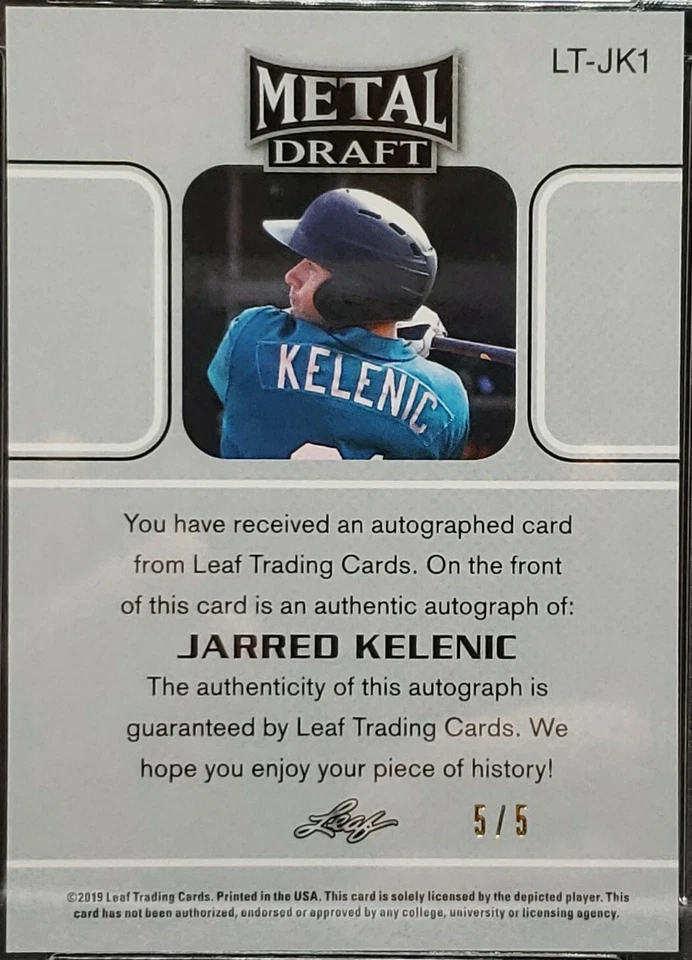 LT-JK1
METAL
DRAFT
KELENIC
You have received an autographed card
from Leaf Trading Cards. On the front
of this card is an authentic autograph of:
JARRED KELENIC
The authenticity of this autograph is
guaranteed by Leaf Trading Cards. We
hope you enjoy your piece of history!
Leaf 5/5
©2019 Leaf Trading Cards. Printed in the USA. This card is solely licensed by the depicted player. This
card has not been authorized, endorsed or approved by any college, university or licensing agency.